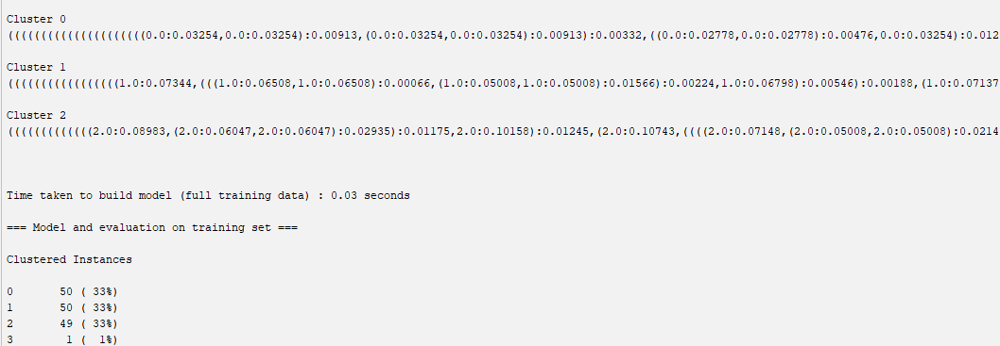 Cluster 0
((((((((((((((((((((((0.0:0.03254,0.0:0.03254):0.00913,(0.0:0.03254,0.0:0.03254):0.00913):0.00332,((0.0:0.02778,0.0:0.02778):0.00476,0.0:0.03254):0.012
Cluster 1
(((((((((((((((((1.0:0.07344,(((1.0:0.06508,1.0:0.06508):0.00066,(1.0:0.05008,1.0:0.05008):0.01566):0.00224,1.0:0.06798):0.00546):0.00188,(1.0:0.07137
Cluster 2
(((((((((((((2.0:0.08983,(2.0:0.06047,2.0:0.06047):0.02935):0.01175,2.0:0.10158):0.01245,(2.0:0.10743,((((2.0:0.07148,(2.0:0.05008,2.0:0.05008):0.0214
Time taken to build model (full training data) : 0.03 seconds
=== Model and evaluation on training set ===
Clustered Instances
0 50 ( 33%)
1 50 ( 33%)
2 49 ( 33%)
3 1 ( 1%)